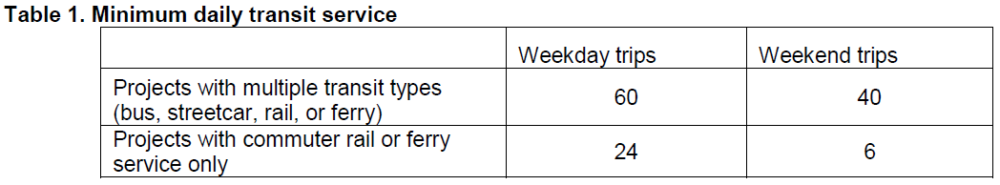 Table 1. Minimum daily transit service
Weekday trips Weekend trips
Projects with multiple transit types
(bus, streetcar, rail, or ferry) 60 40
Projects with commuter rail or ferry
service only 24 6